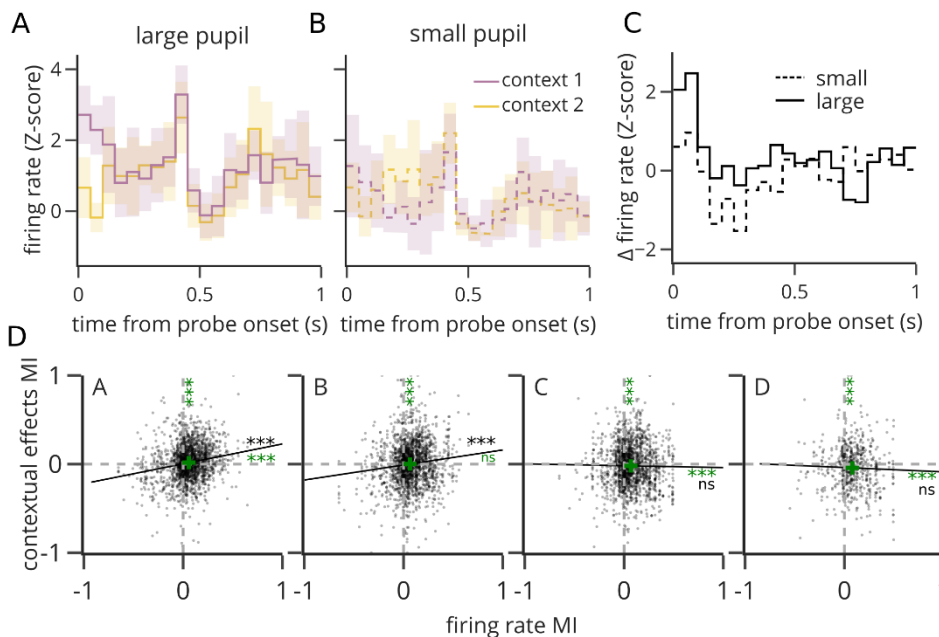 A
large pupil
B
small pupil
C
firing rate (Z-score)
4
2
0
context 1
context 2
Δ firing rate (Z-score)
2
0
−2
small
large
0
0.5
1
0
0.5
1
0
0.5
1
time from probe onset (s)
time from probe onset (s)
time from probe onset (s)
D
contextual effects MI
1
0
-1
A
***
***
***
B
***
***
ns
C
***
***
ns
D
***
***
ns
-1
0
1
-1
0
1
-1
0
1
-1
0
1
firing rate MI